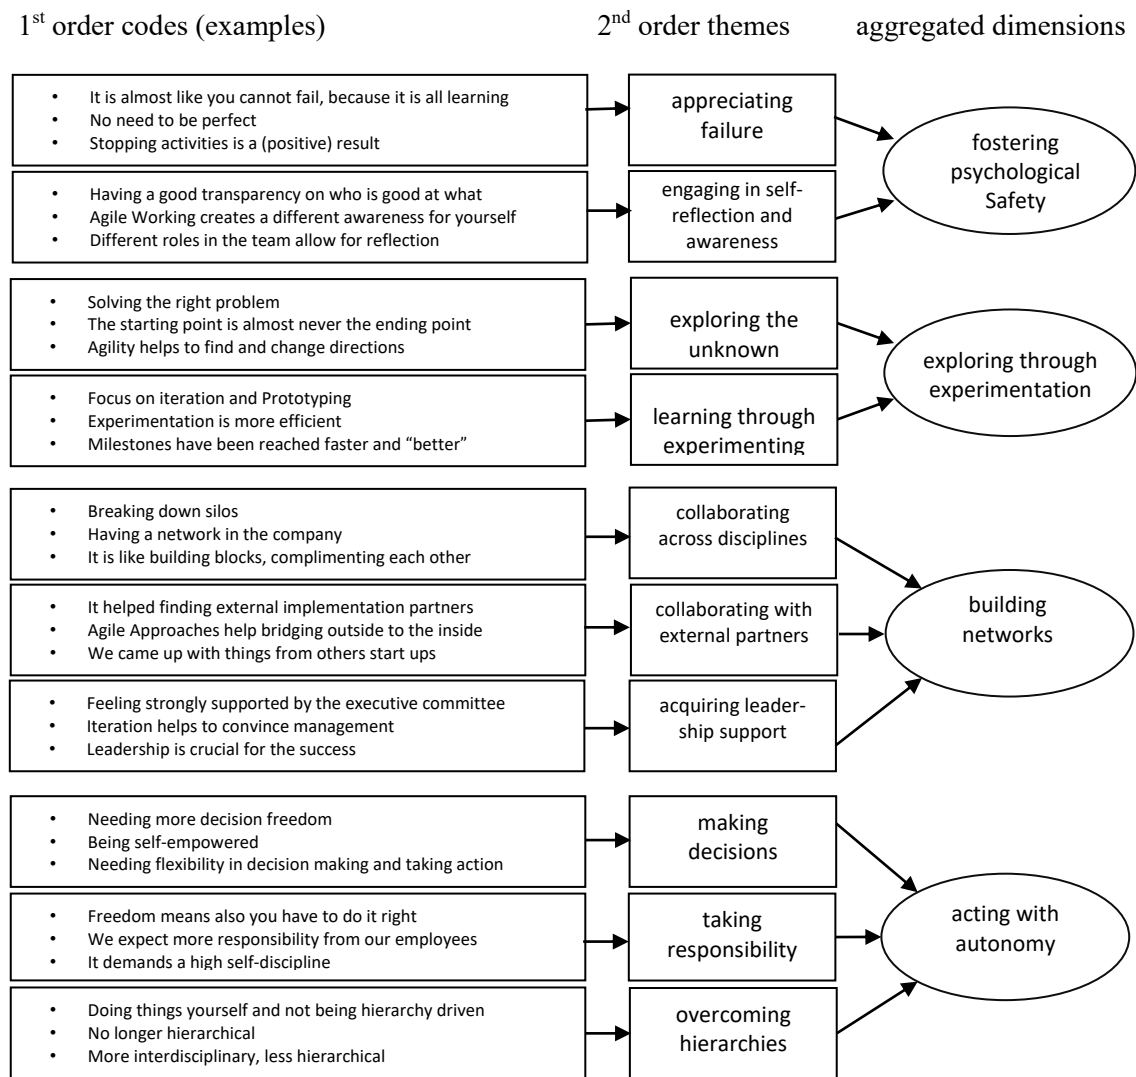 1st order codes (examples)
2nd order themes
aggregated dimensions
• It is almost like you cannot fail, because it is all learning
• No need to be perfect
• Stopping activities is a (positive) result
appreciating
failure
• Having a good transparency on who is good at what
• Agile Working creates a different awareness for yourself
• Different roles in the team allow for reflection
engaging in self-
reflection and
awareness
fostering
psychological
Safety
• Solving the right problem
• The starting point is almost never the ending point
• Agility helps to find and change directions
exploring the
unknown
• Focus on iteration and Prototyping
• Experimentation is more efficient
• Milestones have been reached faster and “better”
learning through
experimenting
exploring through
experimentation
• Breaking down silos
• Having a network in the company
• It is like building blocks, complimenting each other
collaborating
across disciplines
• It helped finding external implementation partners
• Agile Approaches help bridging outside to the inside
• We came up with things from others start ups
collaborating with
external partners
• Feeling strongly supported by the executive committee
• Iteration helps to convince management
• Leadership is crucial for the success
acquiring leader-
ship support
building
networks
• Needing more decision freedom
• Being self-empowered
• Needing flexibility in decision making and taking action
making
decisions
• Freedom means also you have to do it right
• We expect more responsibility from our employees
• It demands a high self-discipline
taking
responsibility
• Doing things yourself and not being hierarchy driven
• No longer hierarchical
• More interdisciplinary, less hierarchical
overcoming
hierarchies
acting with
autonomy